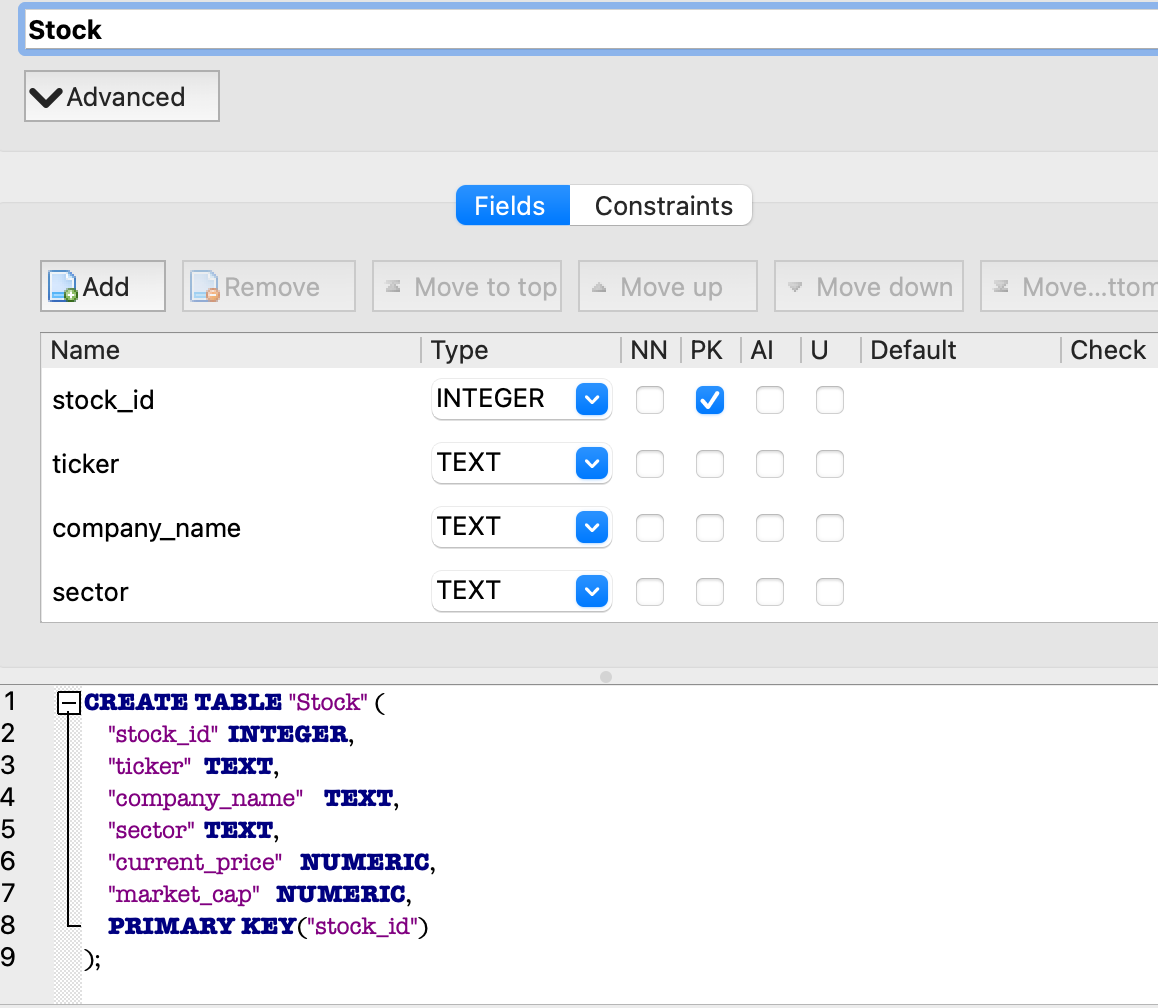 Stock
Advanced
Fields Constraints
Add Remove Move to top Move up Move down Move...ttom
Name Type NN PK AI U Default Check
stock_id INTEGER
ticker TEXT
company_name TEXT
sector TEXT
1 CREATE TABLE "Stock" (
2 "stock_id" INTEGER,
3 "ticker" TEXT,
4 "company_name" TEXT,
5 "sector" TEXT,
6 "current_price" NUMERIC,
7 "market_cap" NUMERIC,
8 PRIMARY KEY("stock_id")
9 );